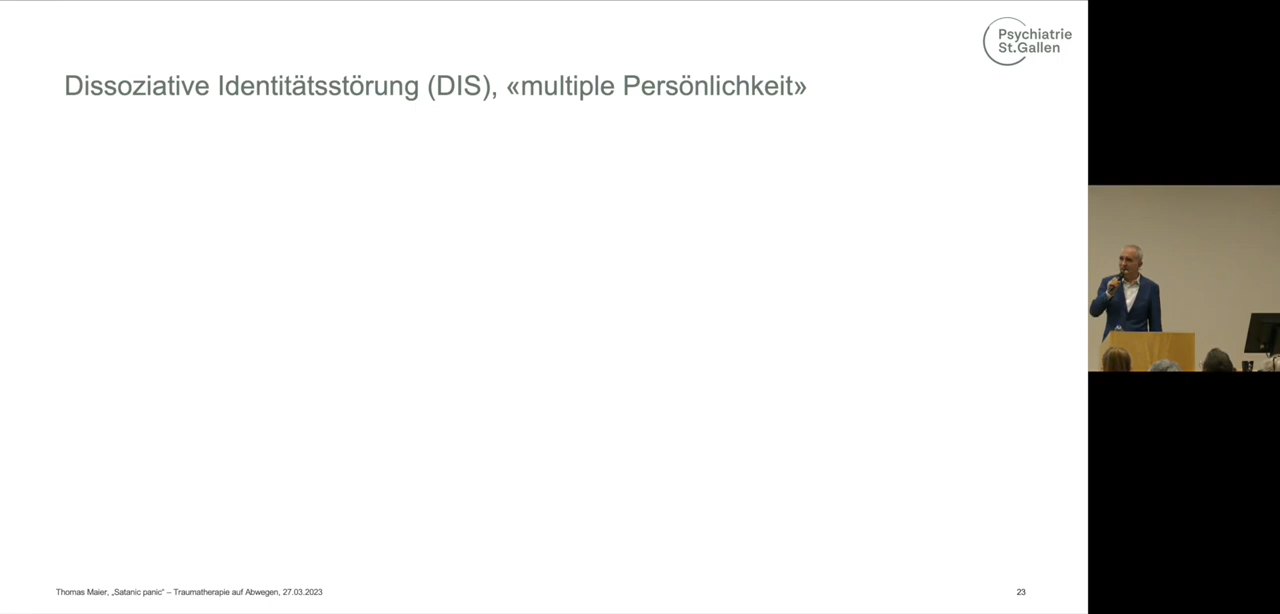 Psychiatrie
St.Gallen
Dissoziative Identitätsstörung (DIS), «multiple Persönlichkeit»
Thomas Maier, „Satanic panic“ – Traumatherapie auf Abwegen, 27.03.2023
23